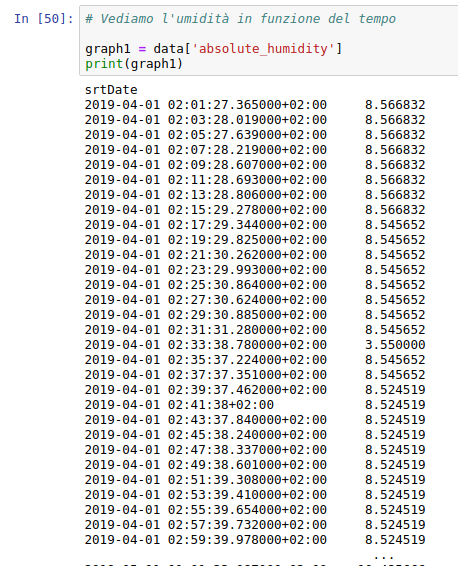 In [50]: # Vediamo l'umidità in funzione del tempo
graph1 = data['absolute_humidity']
print(graph1)
srtDate
2019-04-01 02:01:27.365000+02:00 8.566832
2019-04-01 02:03:28.019000+02:00 8.566832
2019-04-01 02:05:27.639000+02:00 8.566832
2019-04-01 02:07:28.219000+02:00 8.566832
2019-04-01 02:09:28.607000+02:00 8.566832
2019-04-01 02:11:28.693000+02:00 8.566832
2019-04-01 02:13:28.806000+02:00 8.566832
2019-04-01 02:15:29.278000+02:00 8.566832
2019-04-01 02:17:29.344000+02:00 8.545652
2019-04-01 02:19:29.825000+02:00 8.545652
2019-04-01 02:21:30.262000+02:00 8.545652
2019-04-01 02:23:29.993000+02:00 8.545652
2019-04-01 02:25:30.864000+02:00 8.545652
2019-04-01 02:27:30.624000+02:00 8.545652
2019-04-01 02:29:30.885000+02:00 8.545652
2019-04-01 02:31:31.280000+02:00 8.545652
2019-04-01 02:33:38.780000+02:00 3.550000
2019-04-01 02:35:37.224000+02:00 8.545652
2019-04-01 02:37:37.351000+02:00 8.545652
2019-04-01 02:39:37.462000+02:00 8.524519
2019-04-01 02:41:38+02:00 8.524519
2019-04-01 02:43:37.840000+02:00 8.524519
2019-04-01 02:45:38.240000+02:00 8.524519
2019-04-01 02:47:38.337000+02:00 8.524519
2019-04-01 02:49:38.601000+02:00 8.524519
2019-04-01 02:51:39.308000+02:00 8.524519
2019-04-01 02:53:39.410000+02:00 8.524519
2019-04-01 02:55:39.654000+02:00 8.524519
2019-04-01 02:57:39.732000+02:00 8.524519
2019-04-01 02:59:39.978000+02:00 8.524519
...